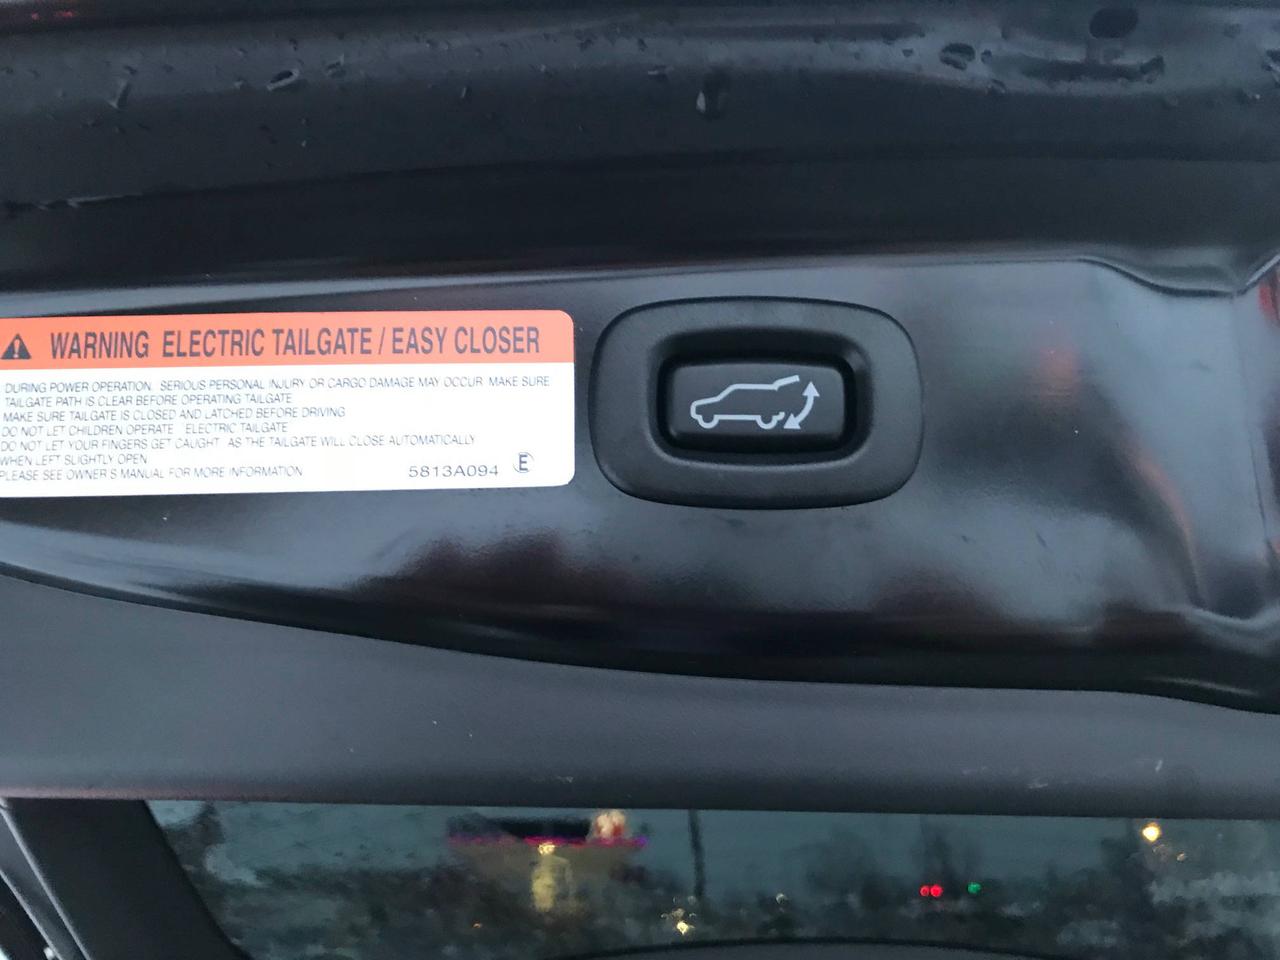 WARNING ELECTRIC TAILGATE / EASY CLOSER
DURING POWER OPERATION SERIOUS PERSONAL INJURY OR CARGO DAMAGE MAY OCCUR MAKE SURE
TAILGATE PATH IS CLEAR BEFORE OPERATING TAILGATE
MAKE SURE TAILGATE IS CLOSED AND LATCHED BEFORE DRIVING
DO NOT LET CHILDREN OPERATE ELECTRIC TAILGATE
DO NOT LET YOUR FINGERS GET CAUGHT AS THE TAILGATE WILL CLOSE AUTOMATICALLY
WHEN LEFT SLIGHTLY OPEN
PLEASE SEE OWNER S MANUAL FOR MORE INFORMATION 5813A094 E